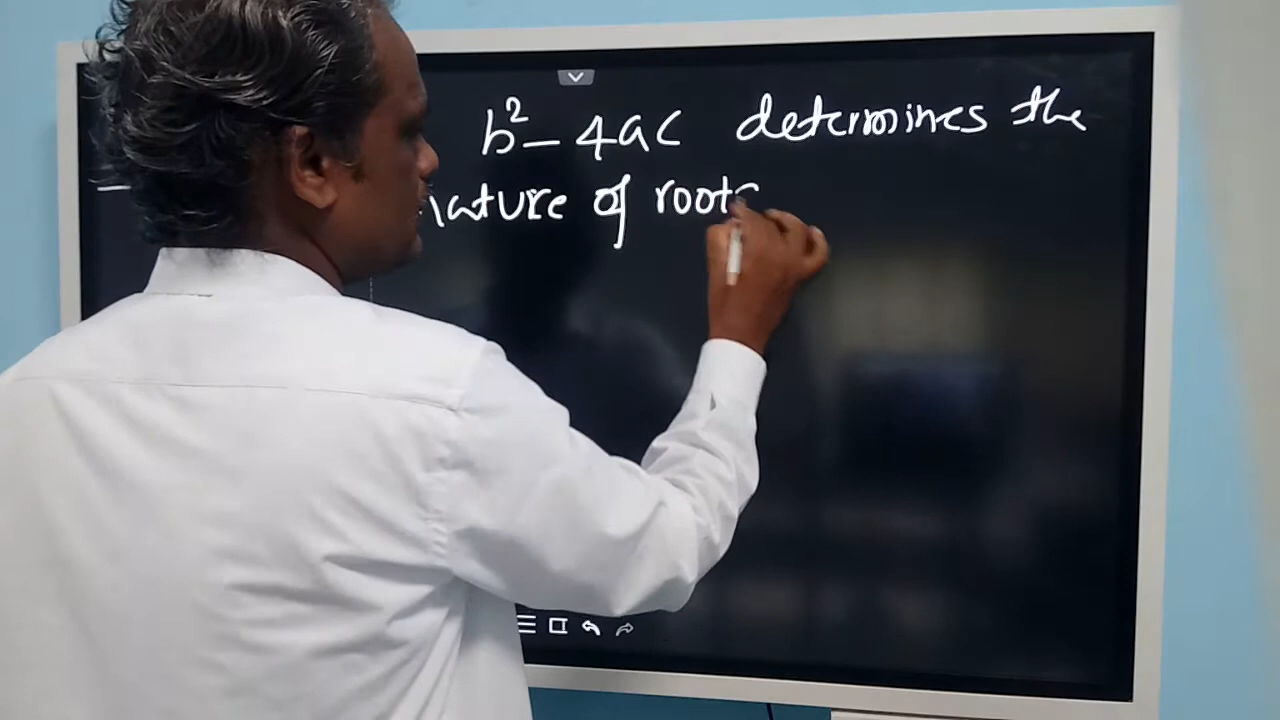 b²-4ac determines the
nature of roots